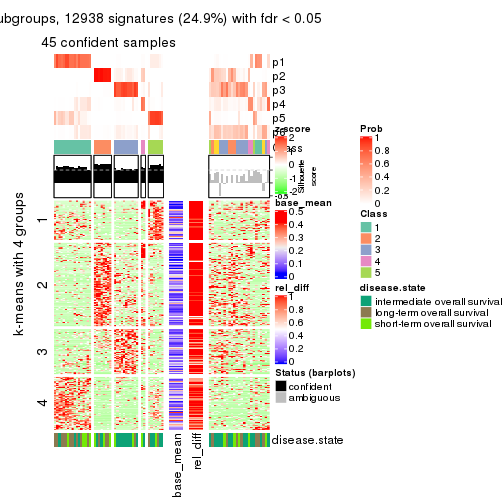 ubgroups, 12938 signatures (24.9%) with fdr < 0.05
45 confident samples
p1
p2
p3
p4
p5
z-score
2
1
0
-1
-2
Silhouette
score
-0.5
Prob
1
0.8
0.6
0.4
0.2
0
base_mean
0.5
0.4
0.3
0.2
0.1
0
Class
1
2
3
4
5
rel_diff
1
0.8
0.6
0.4
0.2
0
disease.state
intermediate overall survival
long-term overall survival
short-term overall survival
Status (barplots)
confident
ambiguous
k-means with 4 groups
1
2
3
4
disease.state
base_mean
rel_diff